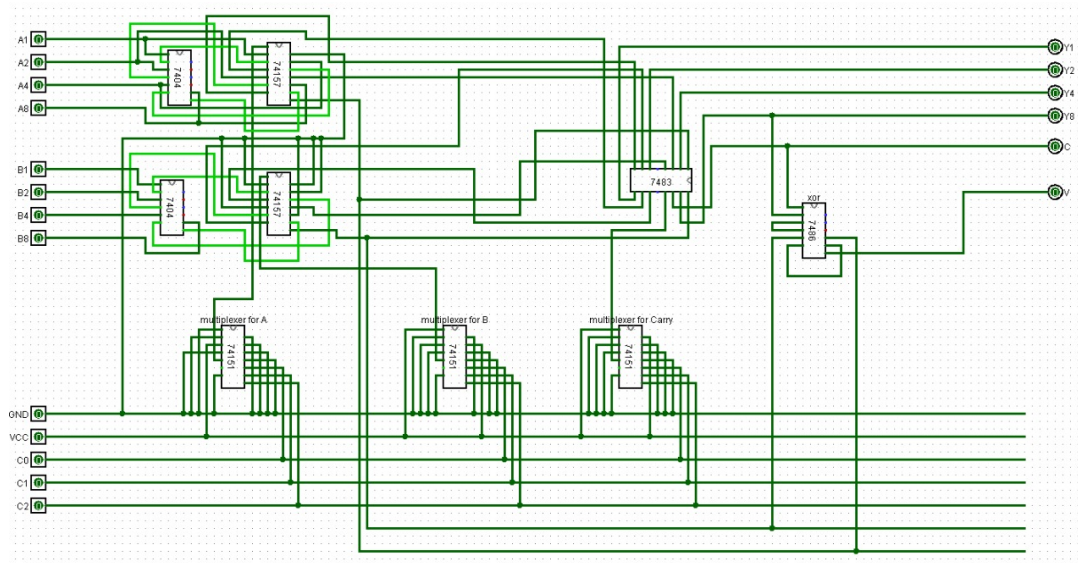 A1
A2
A4
A8
7404
74157
Y1
Y2
Y4
Y8
C
V
B1
B2
B4
B8
7404
74157
7483
xor
7486
multiplexer for A
multiplexer for B
multiplexer for Carry
74151
74151
74151
GND
VCC
C0
C1
C2